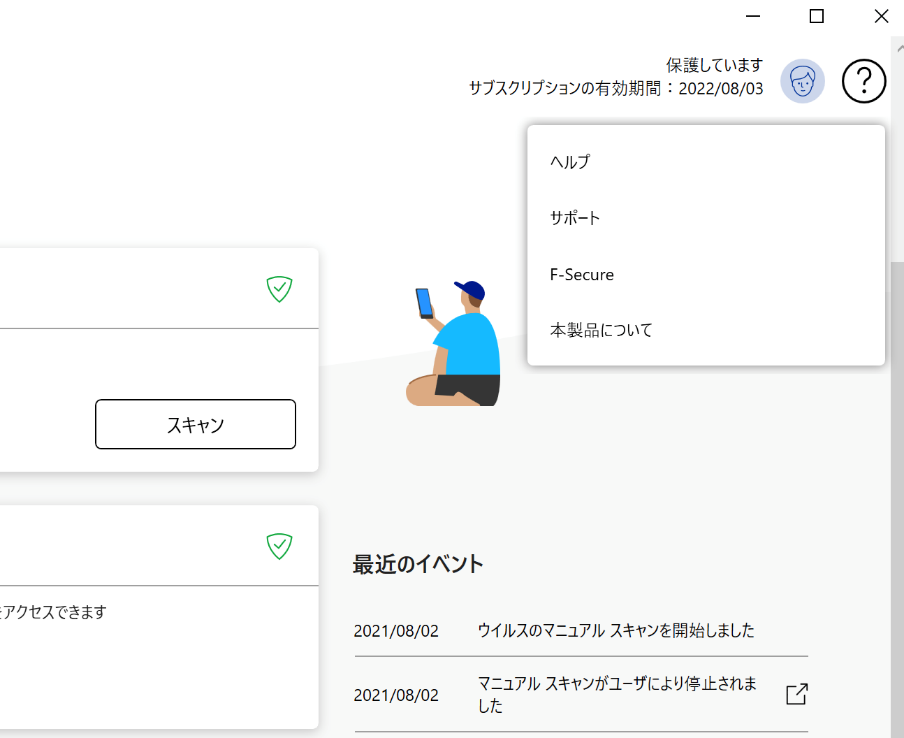 保護しています
サブスクリプションの有効期間：2022/08/03
ヘルプ
サポート
F-Secure
本製品について
スキャン
アクセスできます
最近のイベント
2021/08/02 ウイルスのマニュアル スキャンを開始しました
2021/08/02 マニュアル スキャンがユーザにより停止されま
した